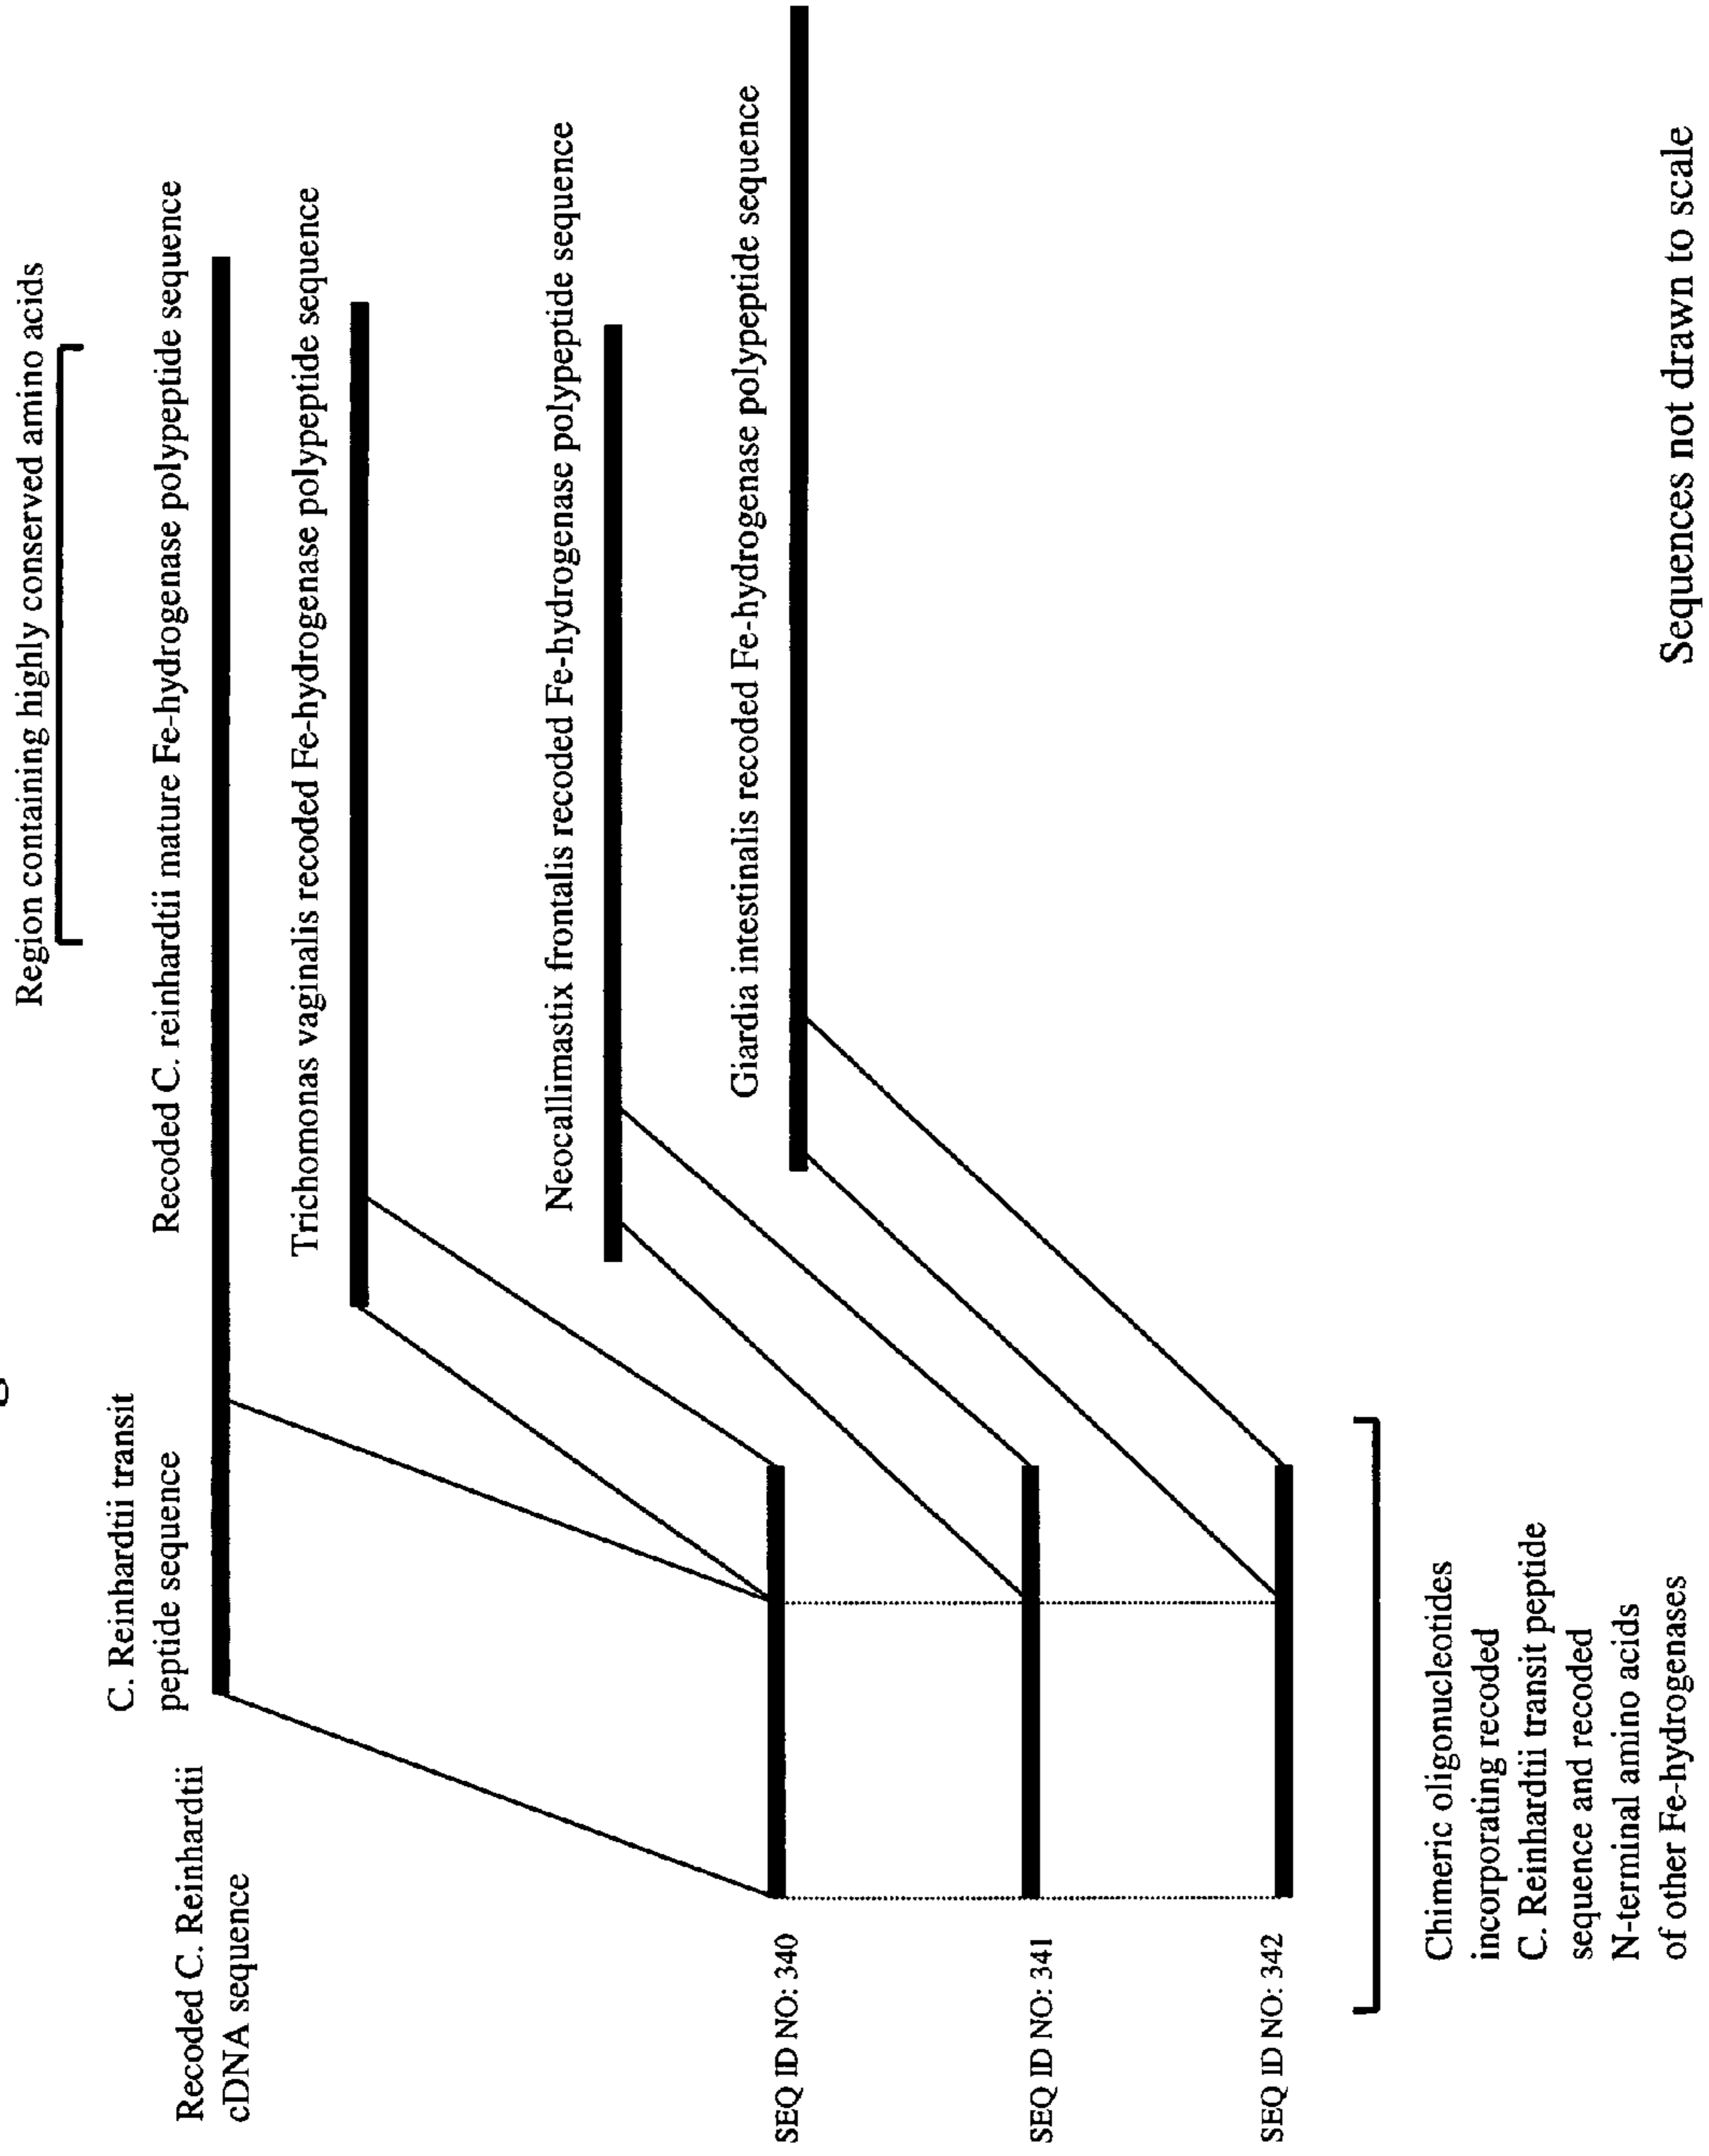 Region containing highly conserved amino acids
C. Reinhardtii transit
peptide sequence
Recoded C. reinhardtii mature Fe-hydrogenase polypeptide sequence
Recoded C. Reinhardtii
cDNA sequence
Trichomonas vaginalis recoded Fe-hydrogenase polypeptide sequence
Neocallimastix frontalis recoded Fe-hydrogenase polypeptide sequence
Giardia intestinalis recoded Fe-hydrogenase polypeptide sequence
SEQ ID NO: 340
SEQ ID NO: 341
SEQ ID NO: 342
Chimeric oligonucleotides
incorporating recoded
C. Reinhardtii transit peptide
sequence and recoded
N-terminal amino acids
of other Fe-hydrogenases
Sequences not drawn to scale